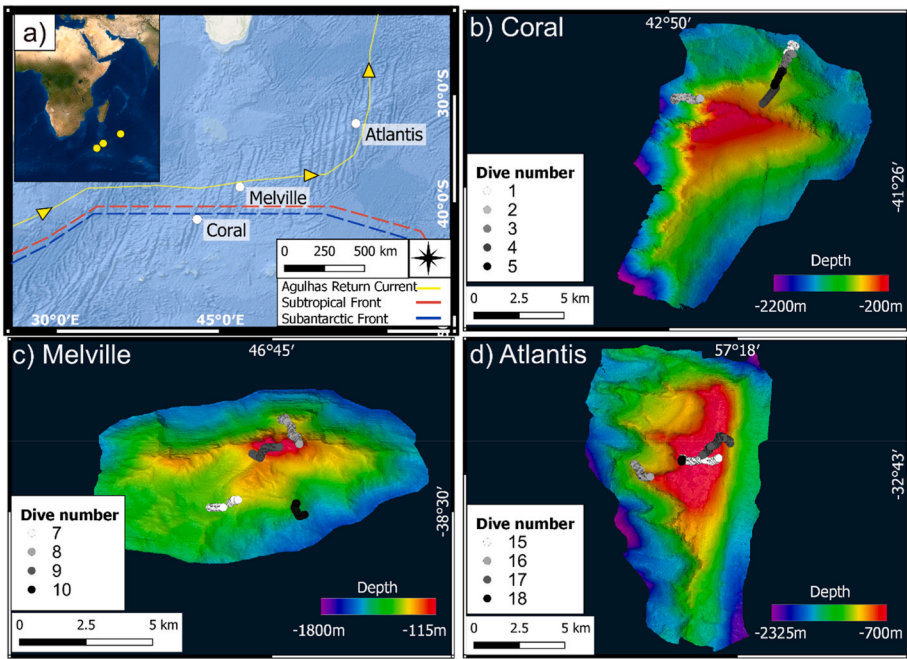 a)
Atlantis
Melville
Coral
30°0'S
40°0'S
0 250 500 km
Agulhas Return Current
Subtropical Front
Subantarctic Front
30°0'E
45°0'E
b) Coral
42°50'
-41°26'
Dive number
1
2
3
4
5
0 2.5 5 km
Depth
-2200m -200m
c) Melville
46°45'
-38°30'
Dive number
7
8
9
10
0 2.5 5 km
Depth
-1800m -115m
d) Atlantis
57°18'
-32°43'
Dive number
15
16
17
18
0 2.5 5 km
Depth
-2325m -700m